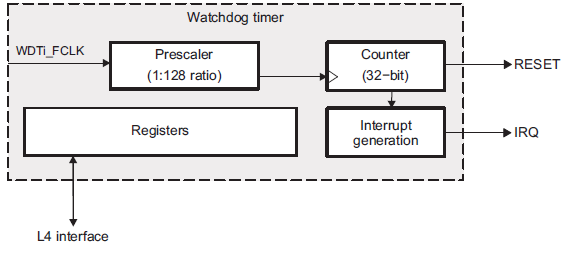 Watchdog timer
WDTi_FCLK
Prescaler
(1:128 ratio)
Counter
(32−bit)
RESET
Registers
Interrupt
generation
IRQ
L4 interface